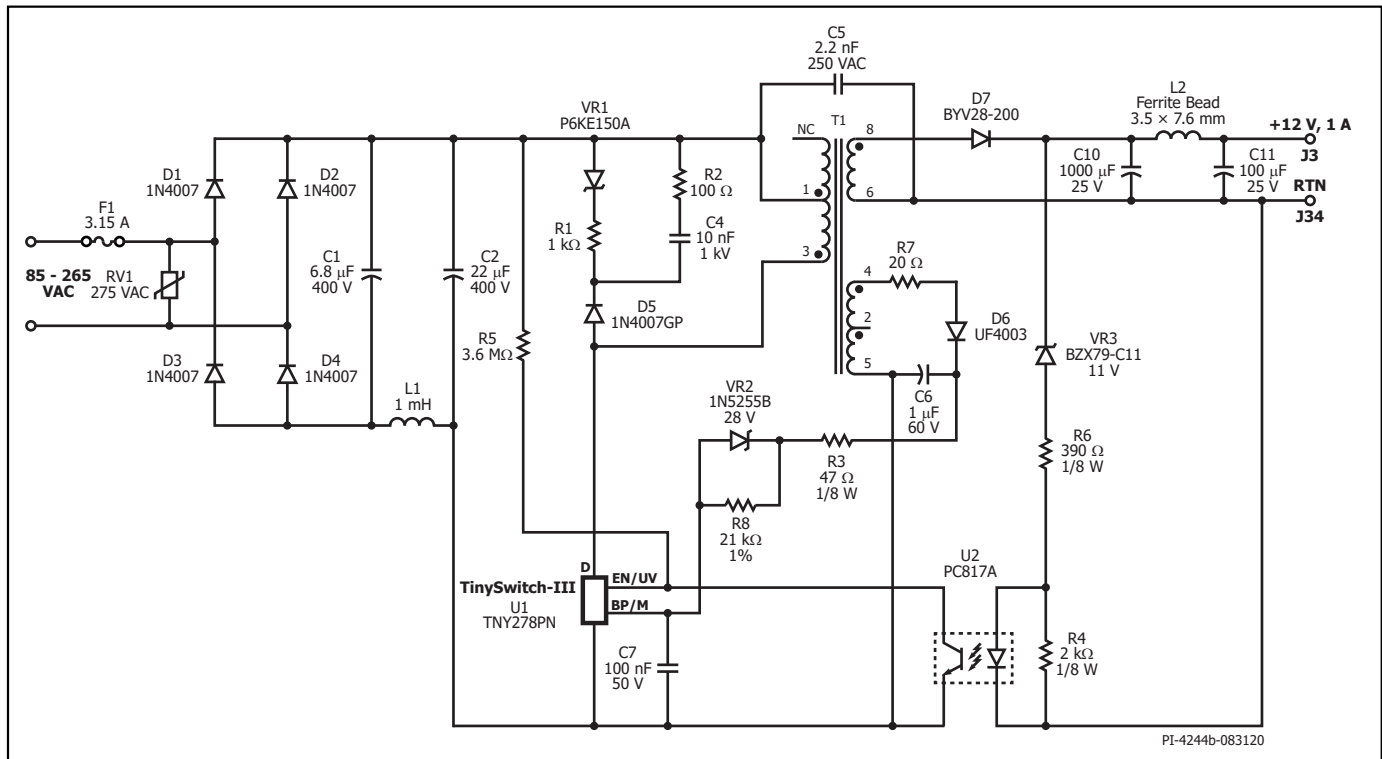 C5
2.2 nF
250 VAC
VR1
P6KE150A
NC
T1
8
D7
BYV28-200
L2
Ferrite Bead
3.5 × 7.6 mm
+12 V, 1 A
J3
D1
1N4007
D2
1N4007
R2
100 Ω
1
6
C10
1000 μF
25 V
C11
100 μF
25 V
RTN
J34
F1
3.15 A
R1
1 kΩ
C4
10 nF
1 kV
3
85 - 265
VAC
RV1
275 VAC
C1
6.8 μF
400 V
C2
22 μF
400 V
4
R7
20 Ω
D5
1N4007GP
2
D6
UF4003
R5
3.6 MΩ
VR3
BZX79-C11
11 V
D3
1N4007
D4
1N4007
5
L1
1 mH
VR2
1N5255B
28 V
C6
1 μF
60 V
R3
47 Ω
1/8 W
R6
390 Ω
1/8 W
R8
21 kΩ
1%
U2
PC817A
D
EN/UV
TinySwitch-III
U1
TNY278PN
BP/M
C7
100 nF
50 V
R4
2 kΩ
1/8 W
PI-4244b-083120